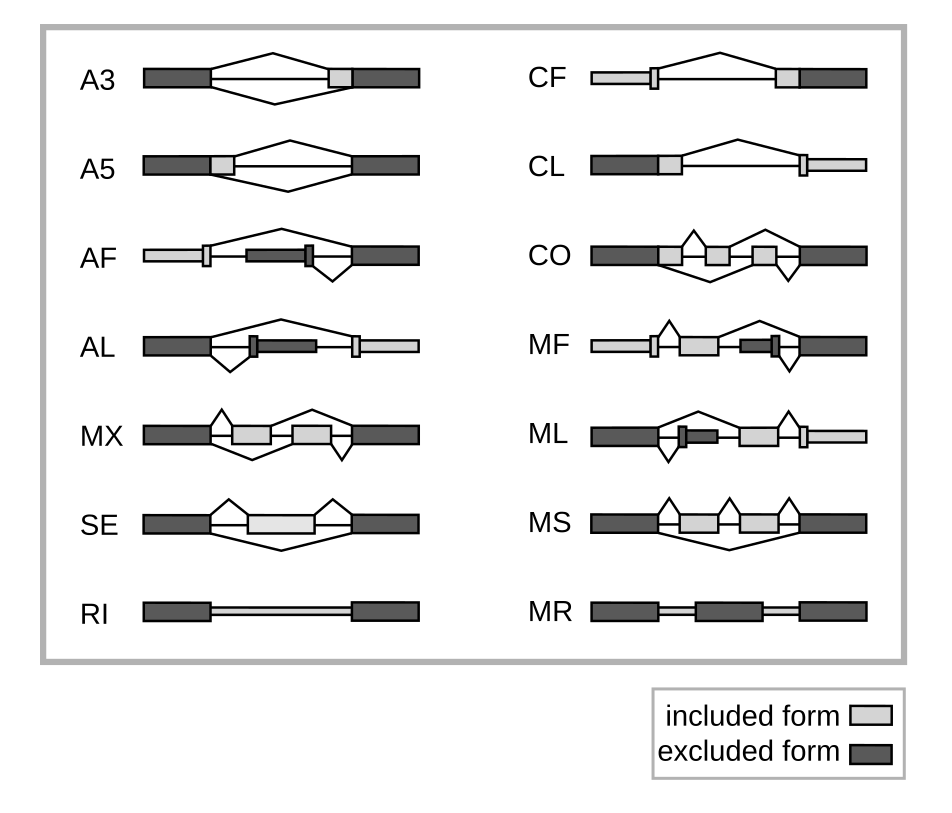 A3
A5
AF
AL
MX
SE
RI
CF
CL
CO
MF
ML
MS
MR
included form
excluded form